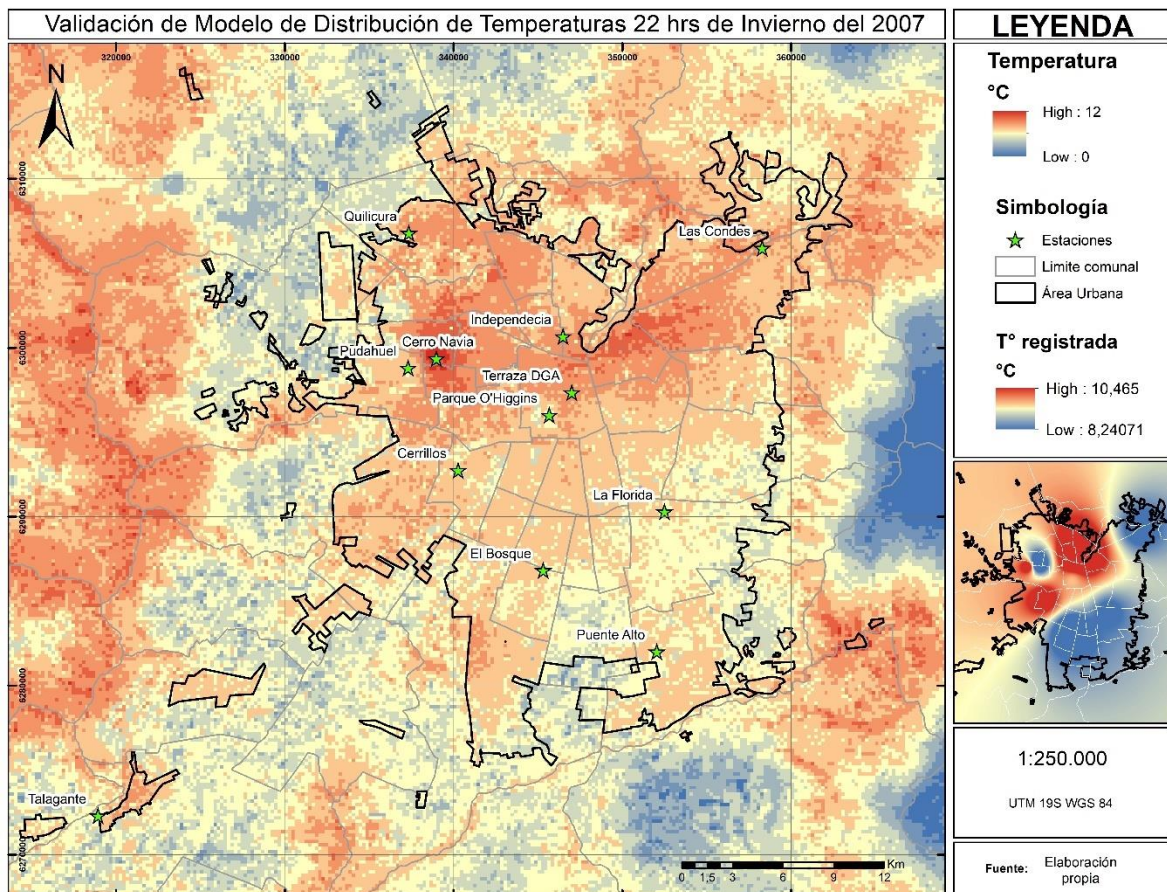 Validación de Modelo de Distribución de Temperaturas 22 hrs de Invierno del 2007
320000
330000
340000
350000
360000
N
6310000
6300000
6290000
6280000
6270000
Quilicura
Las Condes
Independecia
Cerro Navia
Pudahuel
Terraza DGA
Parque O'Higgins
Cerrillos
La Florida
El Bosque
Puente Alto
Talagante
Km
0 1,5 3 6 9 12
LEYENDA
Temperatura
°C
High : 12
Low : 0
Simbología
Estaciones
Limite comunal
Área Urbana
T° registrada
°C
High : 10,465
Low : 8,24071
1:250.000
UTM 19S WGS 84
Fuente: Elaboración
propia